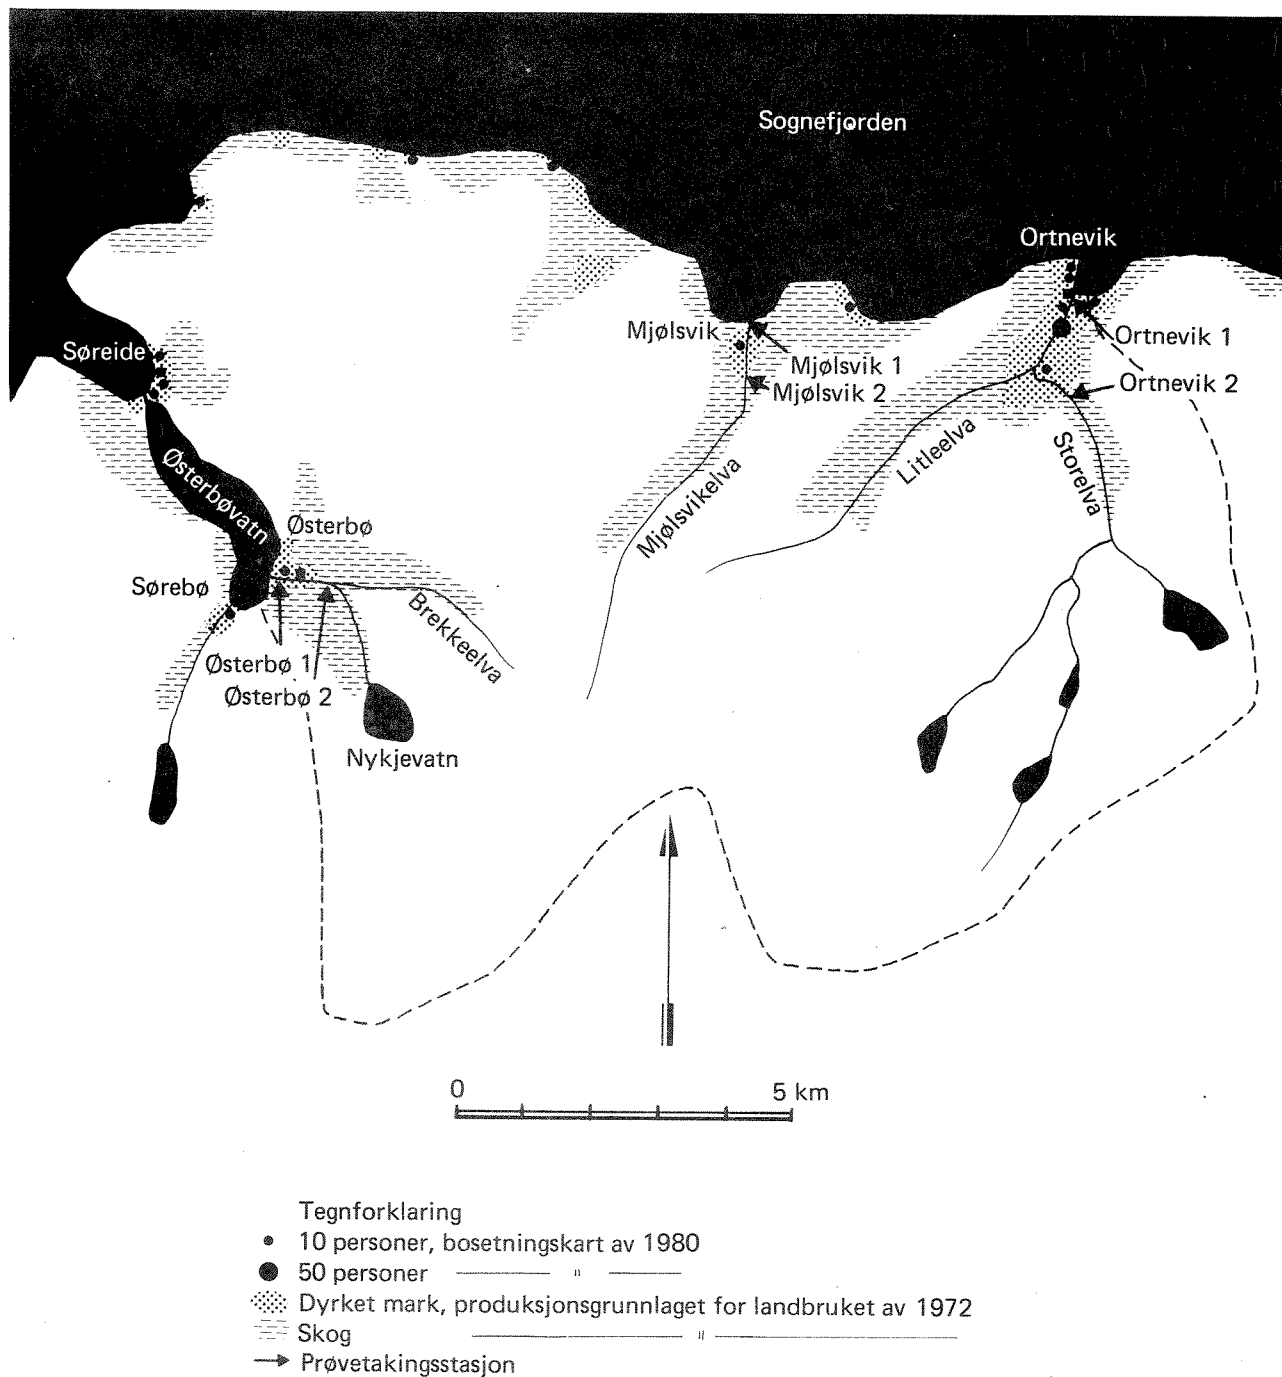 Sognefjorden
Ortnevik
Mjølsvik
Ortnevik 1
Søreide
Mjølsvik 1
Mjølsvik 2
Ortnevik 2
Litleelva
Storelva
Østerbøvatn
Mjølsvikelva
Østerbø
Sørebø
Brekkeelva
Østerbø 1
Østerbø 2
Nykjevatn
0 5 km
Tegnforklaring
10 personer, bosetningskart av 1980
50 personer — " —
Dyrket mark, produksjonsgrunnlaget for landbruket av 1972
Skog — " —
Prøvetakingsstasjon